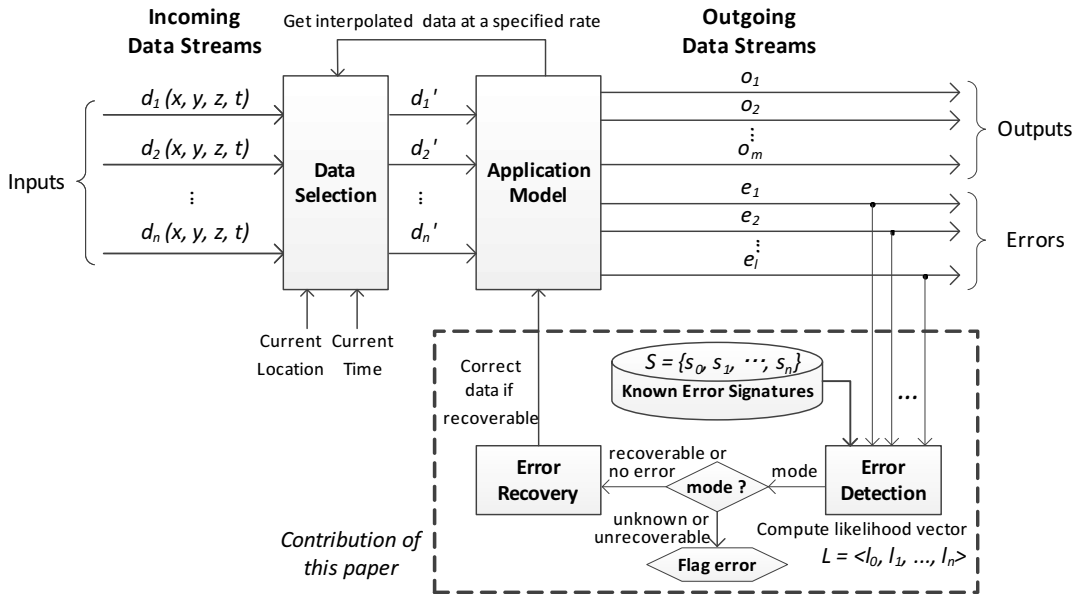 Incoming
Data Streams
Get interpolated data at a specified rate
Outgoing
Data Streams
Inputs
d1 (x, y, z, t)
d2 (x, y, z, t)
⋮
dn (x, y, z, t)
Data
Selection
d1'
d2'
⋮
dn'
Application
Model
o1
o2
⋮
om
e1
e2
⋮
el
Outputs
Errors
Current
Location
Current
Time
Correct
data if
recoverable
S = {s0, s1, ⋯, sn}
Known Error Signatures
...
Error
Recovery
recoverable or
no error
mode ?
mode
Error
Detection
unknown or
unrecoverable
Flag error
Compute likelihood vector
L = <l0, l1, ..., ln>
Contribution of
this paper